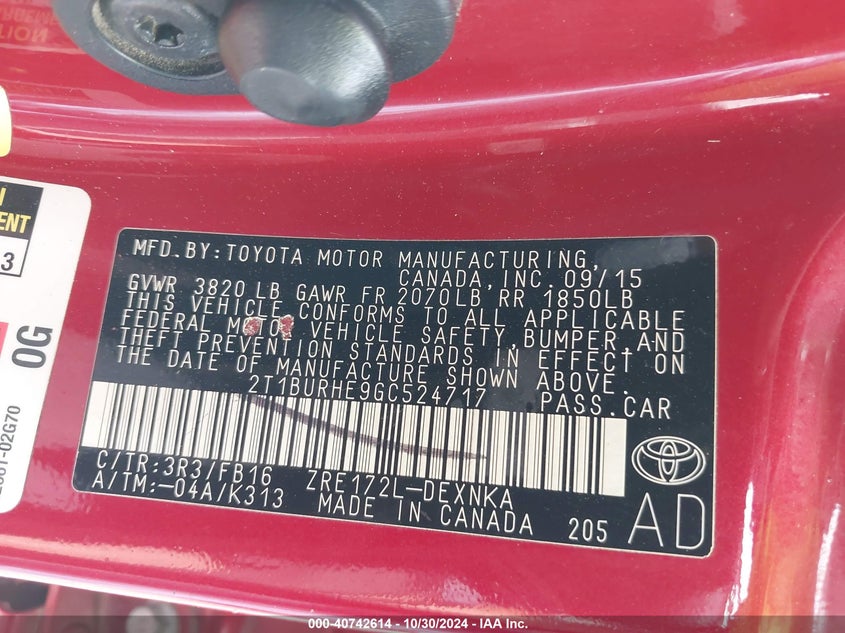 MFD.BY:TOYOTA MOTOR MANUFACTURING,
CANADA,INC. 09/15
GVWR 3820 LB GAWR FR 2070LB RR 1850LB
THIS VEHICLE CONFORMS TO ALL APPLICABLE
FEDERAL MOTOR VEHICLE SAFETY,BUMPER,AND
THEFT PREVENTION STANDARDS IN EFFECT ON
THE DATE OF MANUFACTURE SHOWN ABOVE.
2T1BURHE9GC524717 PASS.CAR
C/TR:3R3/FB16 ZRE172L-DEXNKA
A/TM:-04A/K313 MADE IN CANADA 205
AD
3
OG
02G70
000-40742614 - 10/30/2024 - IAA Inc.